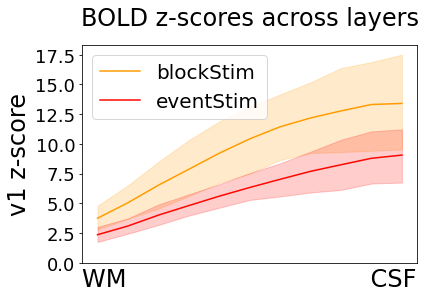 BOLD z-scores across layers
v1 z-score
17.5
15.0
12.5
10.0
7.5
5.0
2.5
0.0
blockStim
eventStim
WM CSF